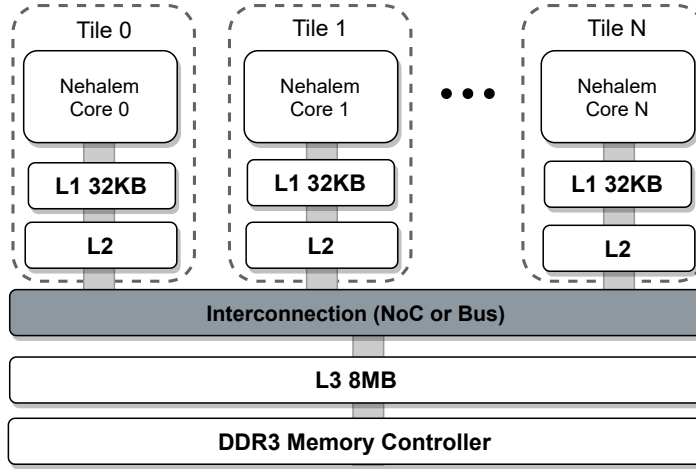 Tile 0
Tile 1
Tile N
Nehalem
Core 0
Nehalem
Core 1
• • •
Nehalem
Core N
L1 32KB
L1 32KB
L1 32KB
L2
L2
L2
Interconnection (NoC or Bus)
L3 8MB
DDR3 Memory Controller